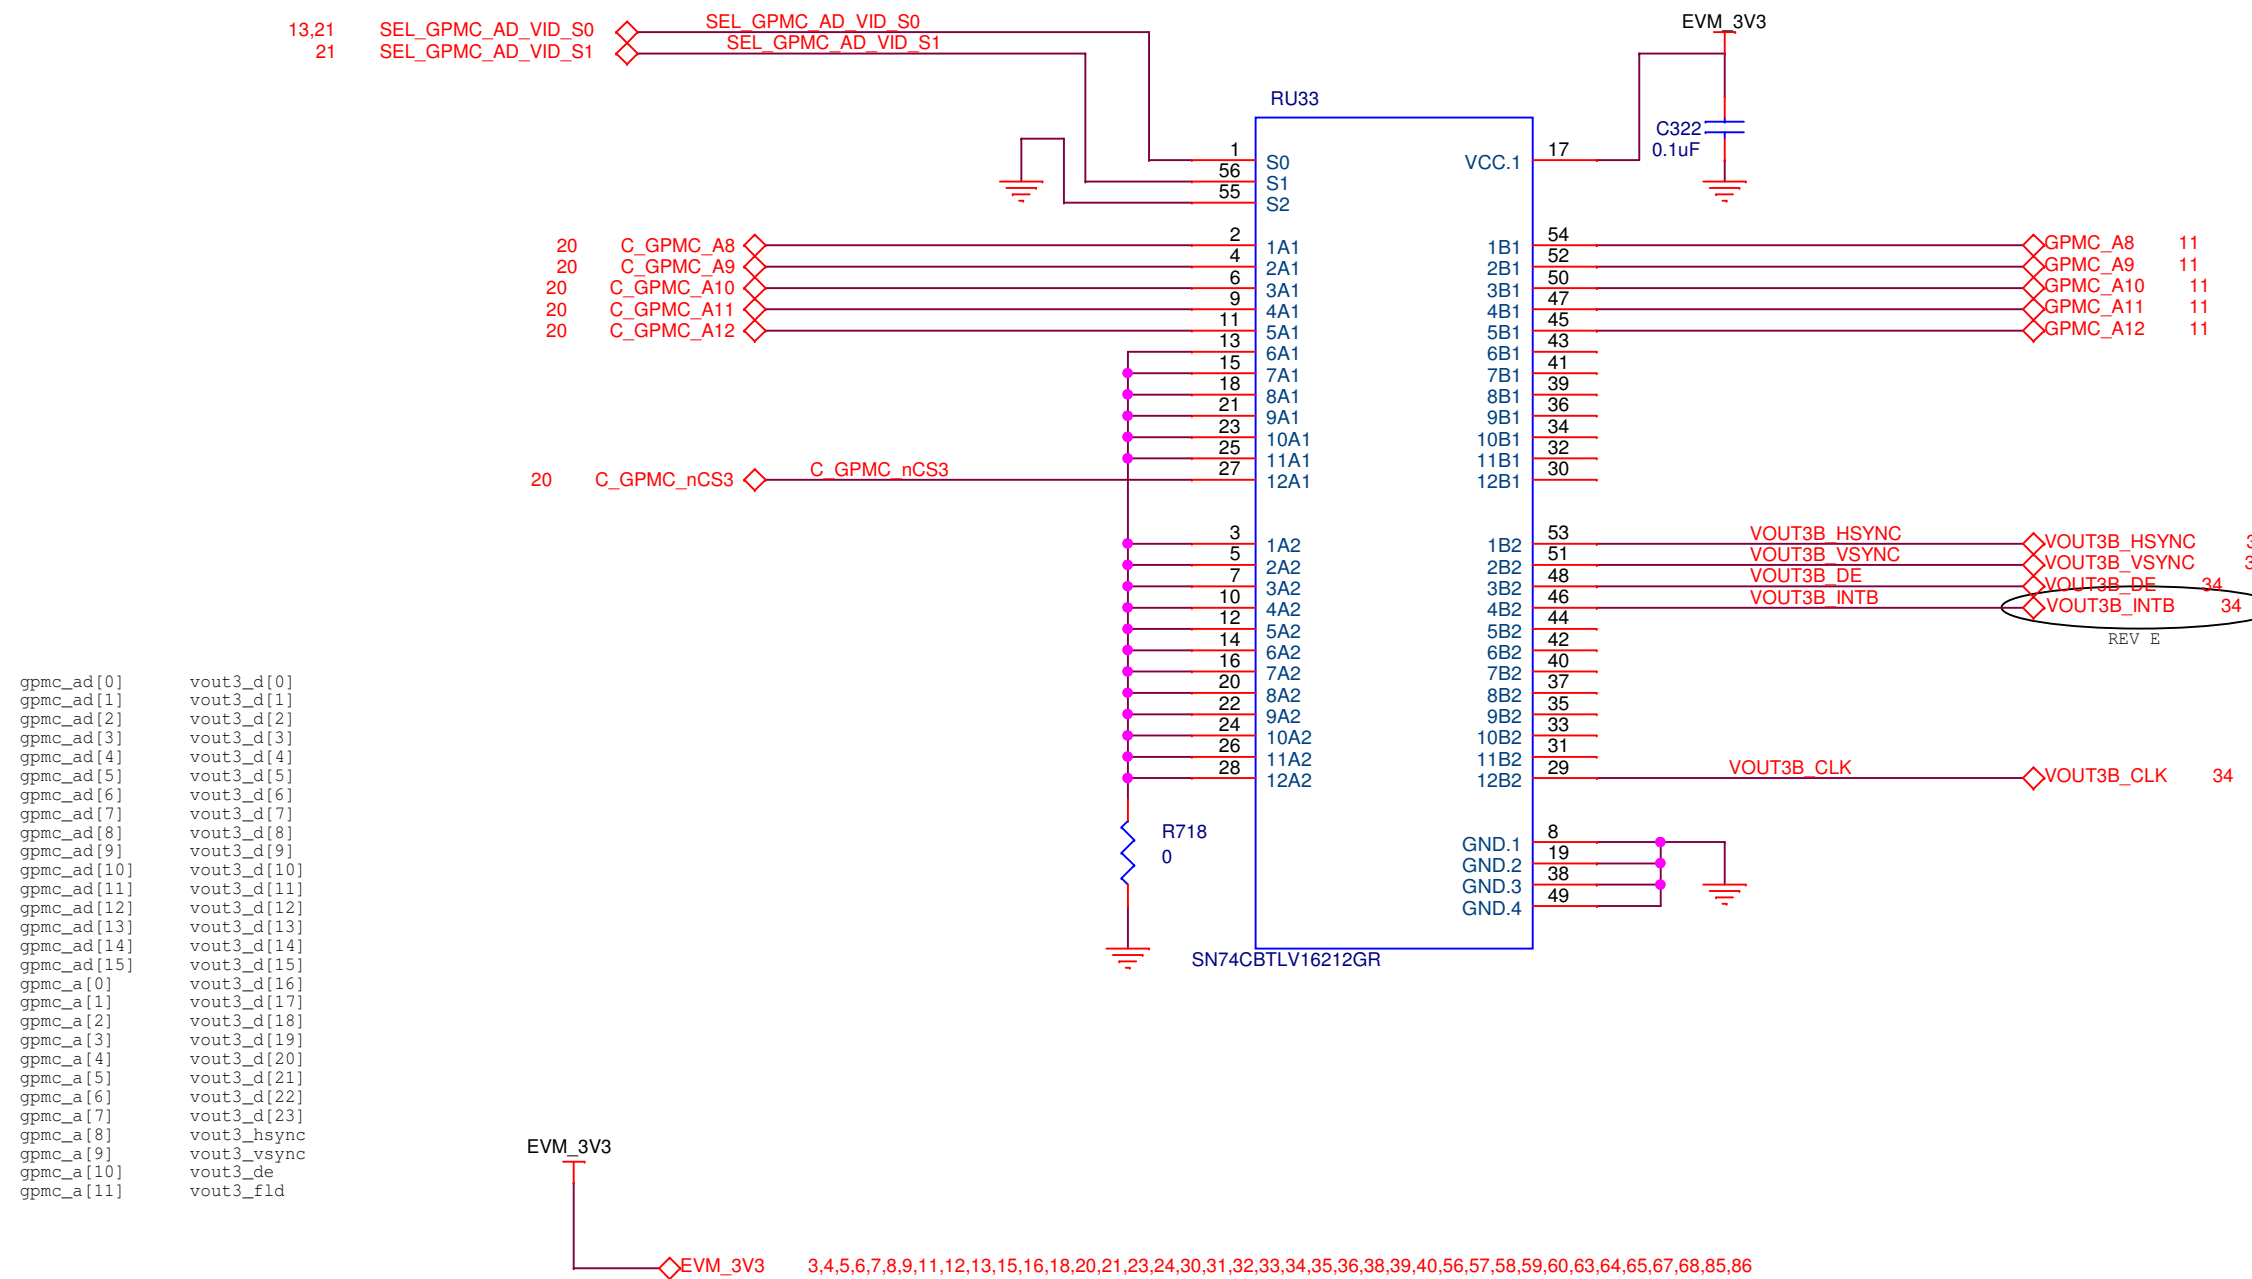 13,21 SEL_GPMC_AD_VID_S0 SEL_GPMC_AD_VID_S0 EVM_3V3
21 SEL_GPMC_AD_VID_S1 SEL_GPMC_AD_VID_S1
RU33
C322
0.1uF
1 S0 VCC.1 17
56 S1
55 S2
20 C_GPMC_A8 2 1A1 1B1 54 GPMC_A8 11
20 C_GPMC_A9 4 2A1 2B1 52 GPMC_A9 11
20 C_GPMC_A10 6 3A1 3B1 50 GPMC_A10 11
20 C_GPMC_A11 9 4A1 4B1 47 GPMC_A11 11
20 C_GPMC_A12 11 5A1 5B1 45 GPMC_A12 11
13 6A1 6B1 43
15 7A1 7B1 41
18 8A1 8B1 39
21 9A1 9B1 36
23 10A1 10B1 34
25 11A1 11B1 32
20 C_GPMC_nCS3 C_GPMC_nCS3 27 12A1 12B1 30
3 1A2 1B2 53 VOUT3B_HSYNC VOUT3B_HSYNC
5 2A2 2B2 51 VOUT3B_VSYNC VOUT3B_VSYNC
7 3A2 3B2 48 VOUT3B_DE VOUT3B_DE 34
10 4A2 4B2 46 VOUT3B_INTB VOUT3B_INTB 34
12 5A2 5B2 44
REV E
14 6A2 6B2 42
16 7A2 7B2 40
20 8A2 8B2 37
22 9A2 9B2 35
24 10A2 10B2 33
26 11A2 11B2 31
28 12A2 12B2 29 VOUT3B_CLK VOUT3B_CLK 34
R718
0
GND.1 8
GND.2 19
GND.3 38
GND.4 49
SN74CBTLV16212GR
gpmc_ad[0] vout3_d[0]
gpmc_ad[1] vout3_d[1]
gpmc_ad[2] vout3_d[2]
gpmc_ad[3] vout3_d[3]
gpmc_ad[4] vout3_d[4]
gpmc_ad[5] vout3_d[5]
gpmc_ad[6] vout3_d[6]
gpmc_ad[7] vout3_d[7]
gpmc_ad[8] vout3_d[8]
gpmc_ad[9] vout3_d[9]
gpmc_ad[10] vout3_d[10]
gpmc_ad[11] vout3_d[11]
gpmc_ad[12] vout3_d[12]
gpmc_ad[13] vout3_d[13]
gpmc_ad[14] vout3_d[14]
gpmc_ad[15] vout3_d[15]
gpmc_a[0] vout3_d[16]
gpmc_a[1] vout3_d[17]
gpmc_a[2] vout3_d[18]
gpmc_a[3] vout3_d[19]
gpmc_a[4] vout3_d[20]
gpmc_a[5] vout3_d[21]
gpmc_a[6] vout3_d[22]
gpmc_a[7] vout3_d[23]
gpmc_a[8] vout3_hsync
gpmc_a[9] vout3_vsync
gpmc_a[10] vout3_de
gpmc_a[11] vout3_fld
EVM_3V3
EVM_3V3 3,4,5,6,7,8,9,11,12,13,15,16,18,20,21,23,24,30,31,32,33,34,35,36,38,39,40,56,57,58,59,60,63,64,65,67,68,85,86